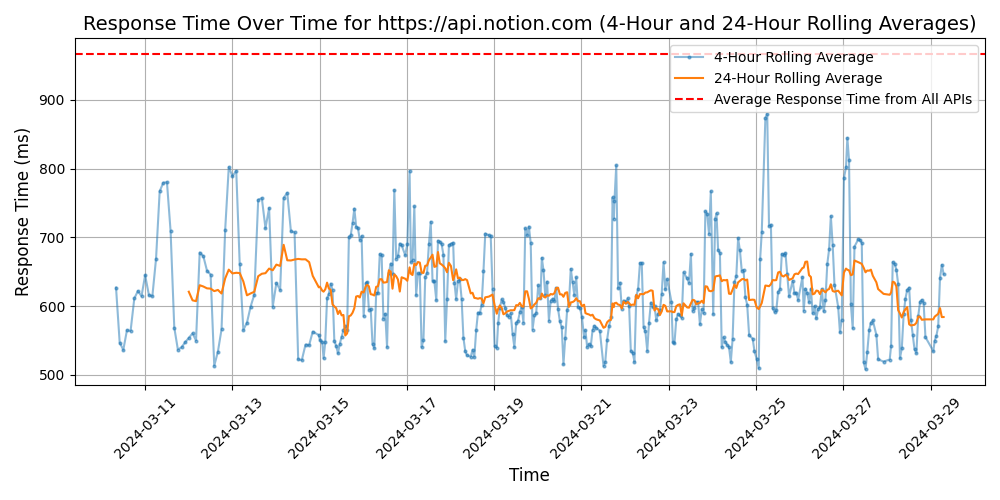 Response Time Over Time for https://api.notion.com (4-Hour and 24-Hour Rolling Averages)
4-Hour Rolling Average
24-Hour Rolling Average
Average Response Time from All APIs
Response Time (ms)
900
800
700
600
500
2024-03-11
2024-03-13
2024-03-15
2024-03-17
2024-03-19
2024-03-21
2024-03-23
2024-03-25
2024-03-27
2024-03-29
Time